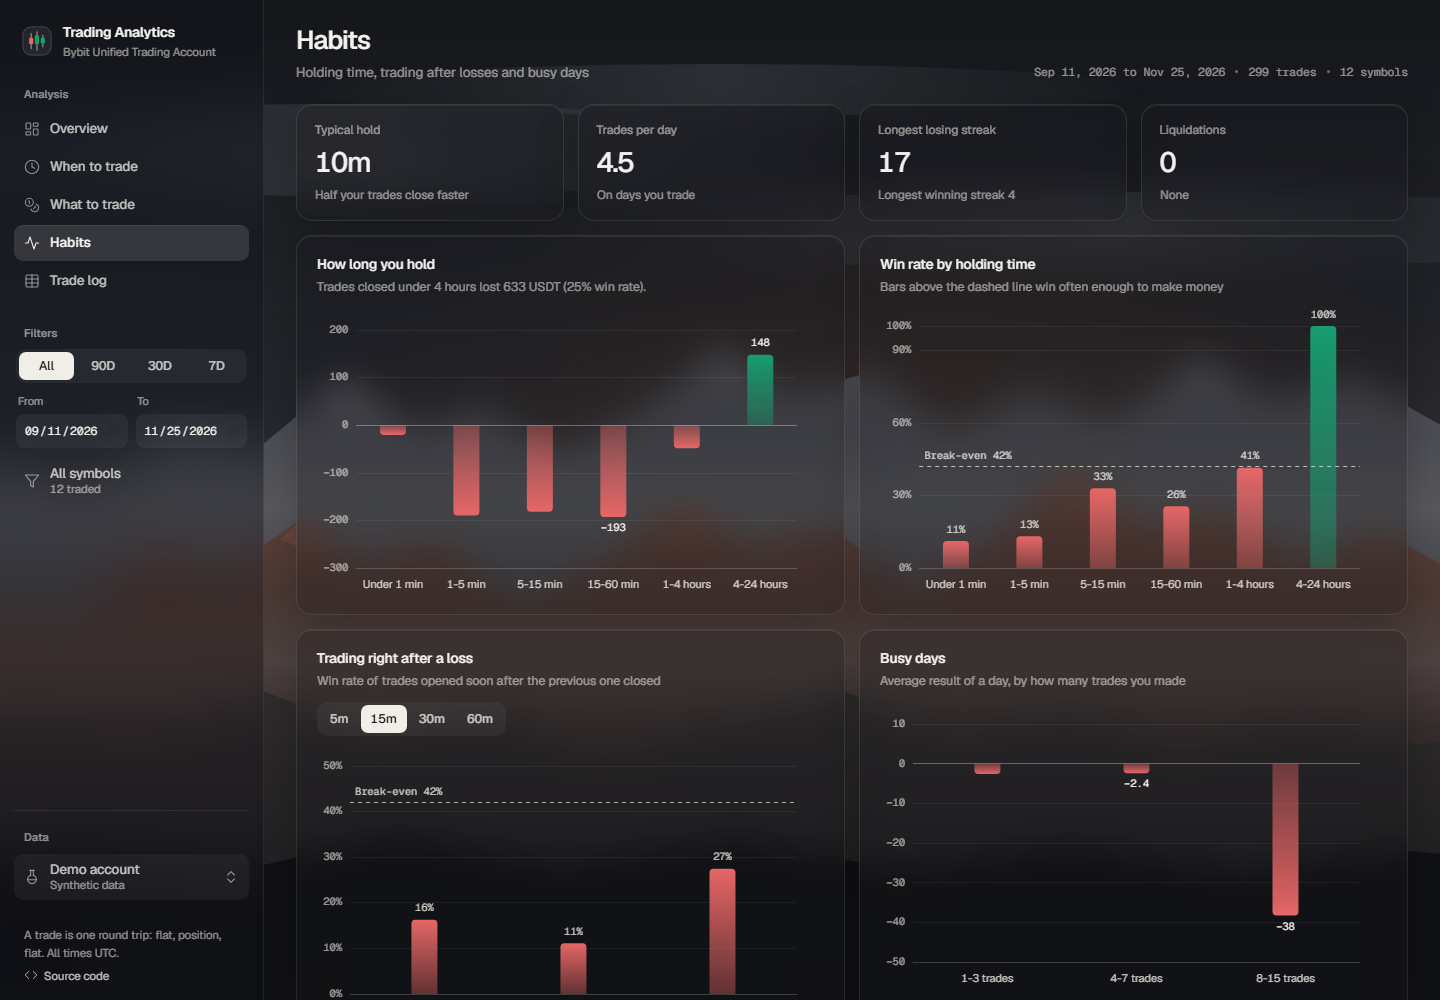 Trading Analytics
Bybit Unified Trading Account
Analysis
Overview
When to trade
What to trade
Habits
Trade log
Filters
All 90D 30D 7D
From To
09/11/2026 11/25/2026
All symbols
12 traded
Data
Demo account
Synthetic data
A trade is one round trip: flat, position,
flat. All times UTC.
Source code
Habits
Holding time, trading after losses and busy days
Sep 11, 2026 to Nov 25, 2026 · 299 trades · 12 symbols
Typical hold
10m
Half your trades close faster
Trades per day
4.5
On days you trade
Longest losing streak
17
Longest winning streak 4
Liquidations
0
None
How long you hold
Trades closed under 4 hours lost 633 USDT (25% win rate).
200
100
0
−100
−200
−300
148
−193
Under 1 min 1-5 min 5-15 min 15-60 min 1-4 hours 4-24 hours
Win rate by holding time
Bars above the dashed line win often enough to make money
100%
90%
60%
30%
0%
Break-even 42%
11% 13% 33% 26% 41% 100%
Under 1 min 1-5 min 5-15 min 15-60 min 1-4 hours 4-24 hours
Trading right after a loss
Win rate of trades opened soon after the previous one closed
5m 15m 30m 60m
50%
40%
30%
20%
10%
0%
Break-even 42%
16% 11% 27%
Busy days
Average result of a day, by how many trades you made
10
0
−10
−20
−30
−40
−50
−2.4
−38
1-3 trades 4-7 trades 8-15 trades